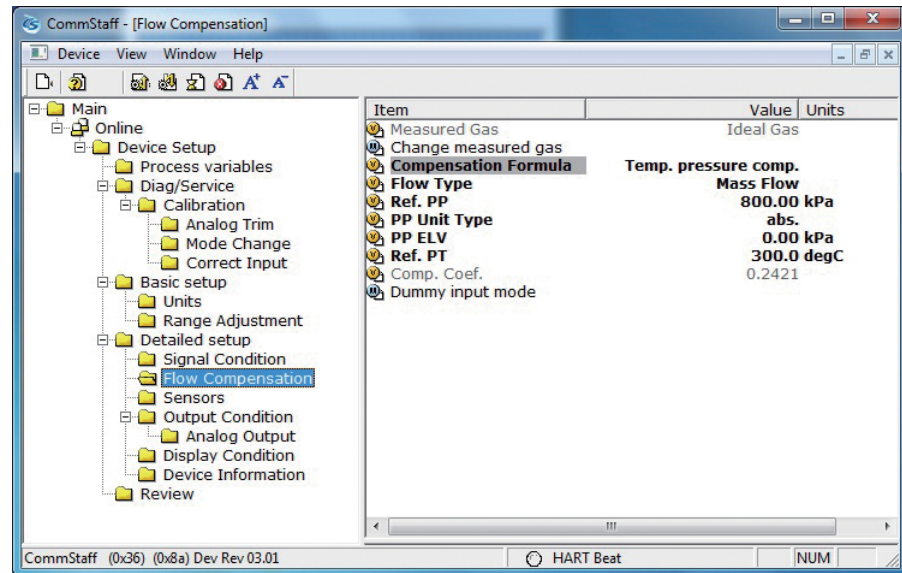 CommStaff - [Flow Compensation]
Device View Window Help
Main
Online
Device Setup
Process variables
Diag/Service
Calibration
Analog Trim
Mode Change
Correct Input
Basic setup
Units
Range Adjustment
Detailed setup
Signal Condition
Flow Compensation
Sensors
Output Condition
Analog Output
Display Condition
Device Information
Review
Item Value Units
Measured Gas Ideal Gas
Change measured gas
Compensation Formula Temp. pressure comp.
Flow Type Mass Flow
Ref. PP 800.00 kPa
PP Unit Type abs.
PP ELV 0.00 kPa
Ref. PT 300.0 degC
Comp. Coef. 0.2421
Dummy input mode
CommStaff (0x36) (0x8a) Dev Rev 03.01 HART Beat NUM